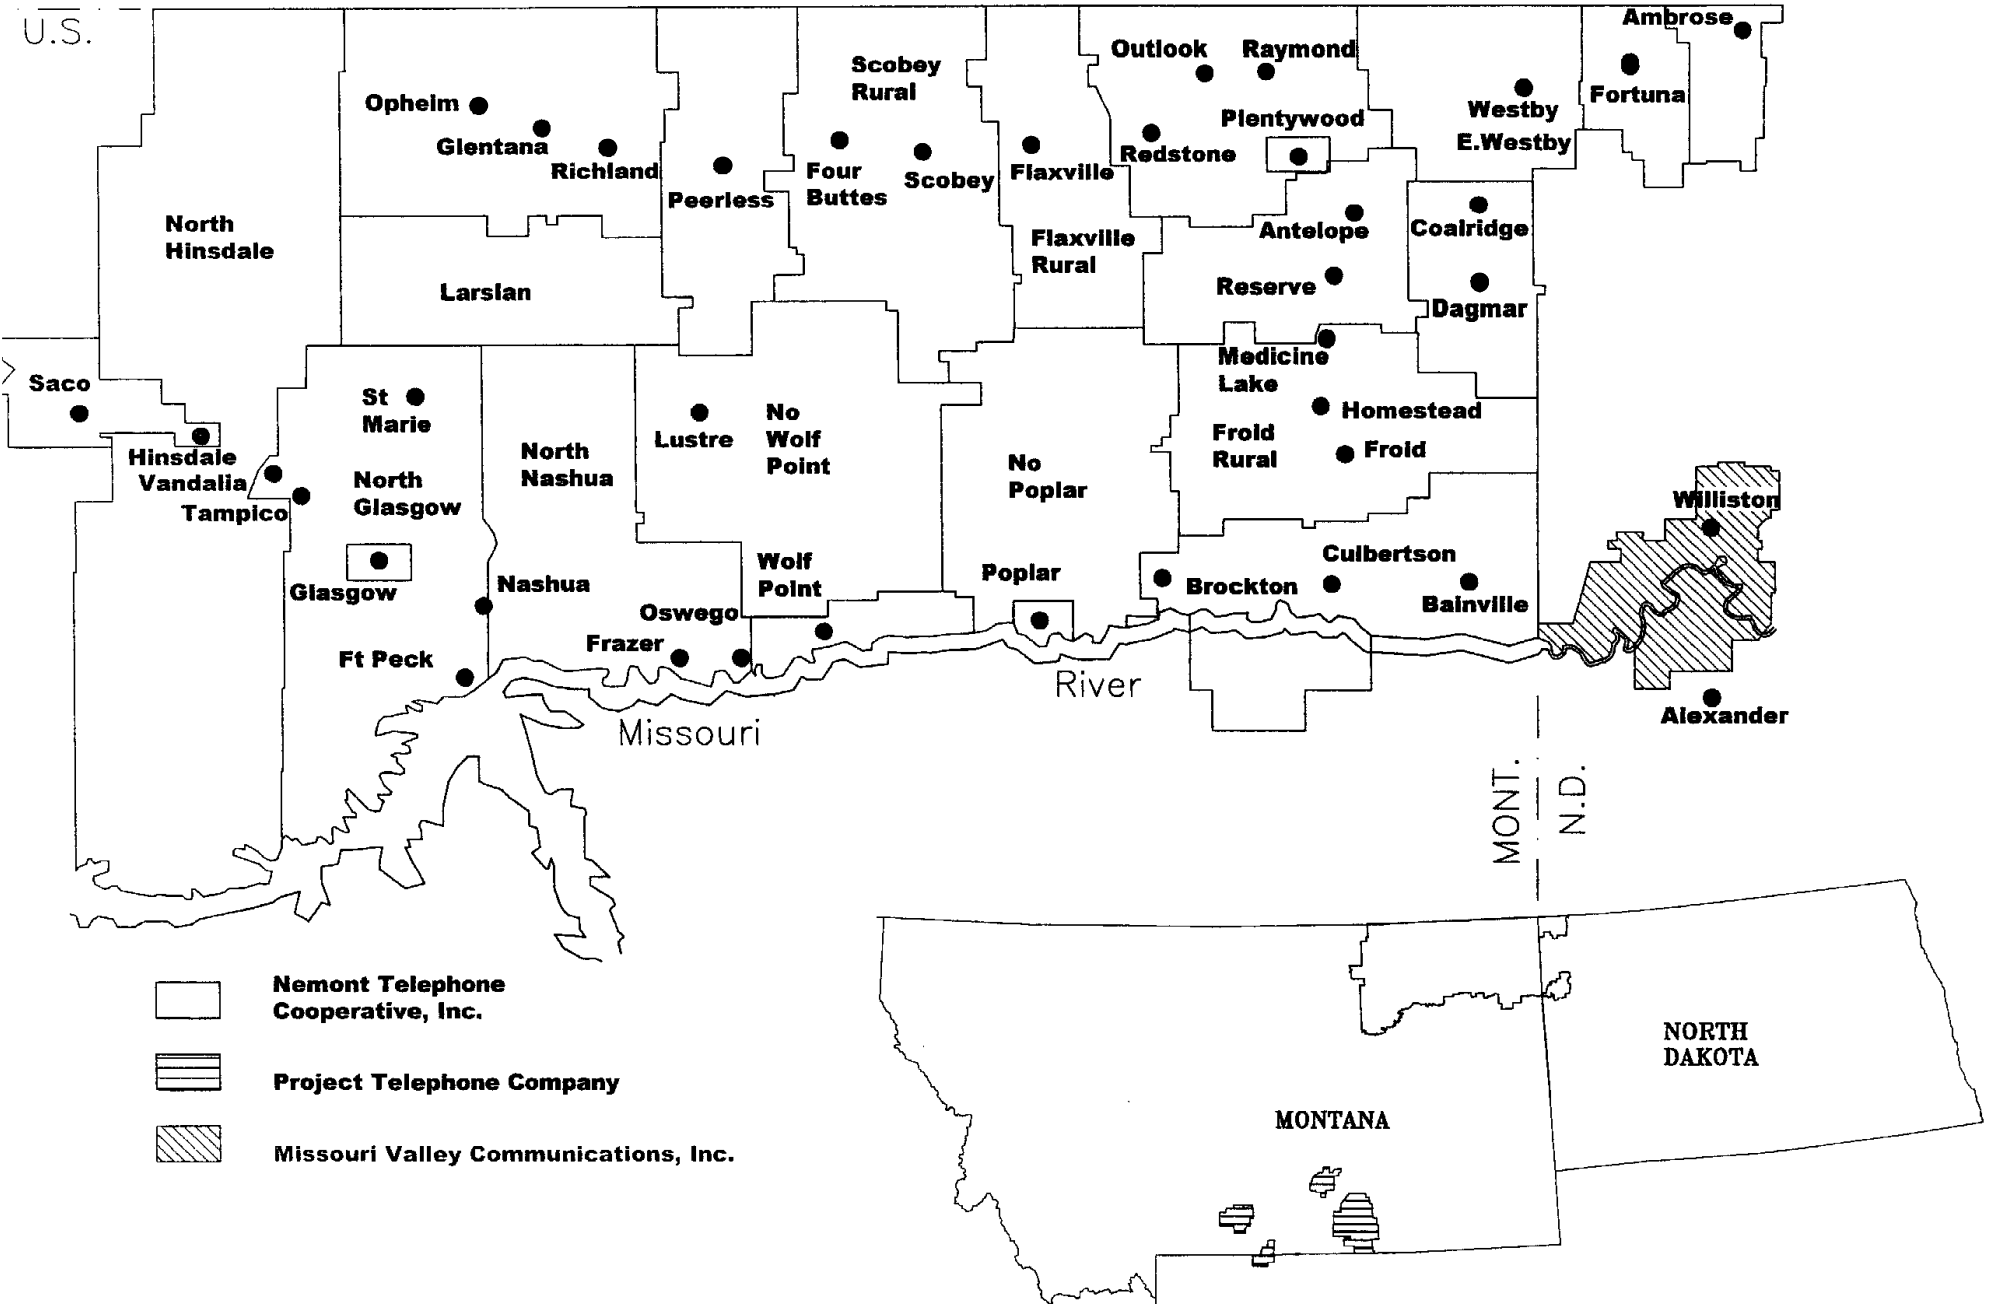 U.S.
Ambrose
Outlook
Raymond
Scobey
Rural
Opheim
Westby
Fortuna
Plentywood
E.Westby
Glentana
Redstone
Richland
Four
Buttes
Scobey
Flaxville
Peerless
North
Hinsdale
Antelope
Coalridge
Flaxville
Rural
Larslan
Reserve
Dagmar
Medicine
Lake
Saco
St
Marie
Lustre
No
Wolf
Point
Homestead
Froid
Rural
Froid
Hinsdale
North
Nashua
Vandalia
North
Glasgow
No
Poplar
Tampico
Williston
Culbertson
Wolf
Point
Poplar
Glasgow
Nashua
Brockton
Bainville
Oswego
Frazer
Ft Peck
River
Missouri
Alexander
MONT.
N.D.
Nemont Telephone
Cooperative, Inc.
Project Telephone Company
Missouri Valley Communications, Inc.
NORTH
DAKOTA
MONTANA